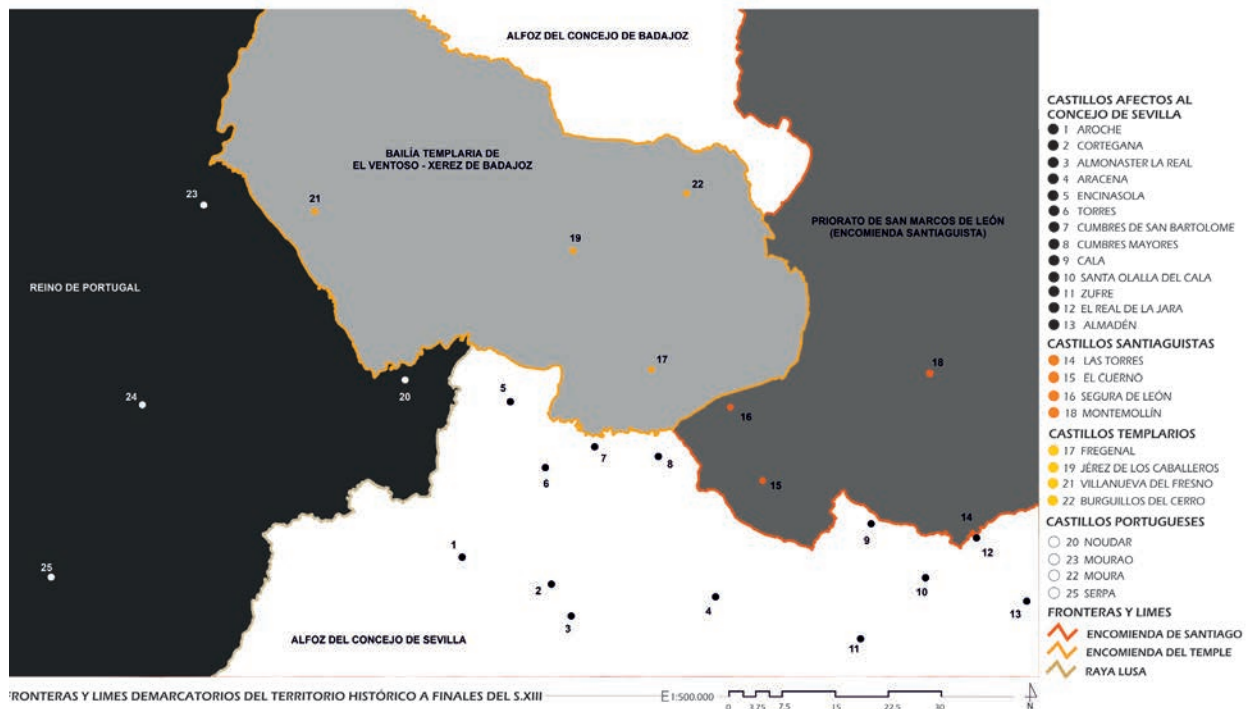 ALFOZ DEL CONCEJO DE BADAJOZ
BAILÍA TEMPLARIA DE
EL VENTOSO - XEREZ DE BADAJOZ
22
23
21
19
PRIORATO DE SAN MARCOS DE LEÓN
(ENCOMIENDA SANTIAGUISTA)
REINO DE PORTUGAL
17
18
20
24
5
16
7
8
6
15
14
9
12
1
25
2
10
4
3
13
11
ALFOZ DEL CONCEJO DE SEVILLA
CASTILLOS AFECTOS AL
CONCEJO DE SEVILLA
1 AROCHE
2 CORTEGANA
3 ALMONASTER LA REAL
4 ARACENA
5 ENCINASOLA
6 TORRES
7 CUMBRES DE SAN BARTOLOME
8 CUMBRES MAYORES
9 CALA
10 SANTA OLALLA DEL CALA
11 ZUFRE
12 EL REAL DE LA JARA
13 ALMADÉN
CASTILLOS SANTIAGUISTAS
14 LAS TORRES
15 EL CUERNO
16 SEGURA DE LEÓN
18 MONTEMOLLÍN
CASTILLOS TEMPLARIOS
17 FREGENAL
19 JÉREZ DE LOS CABALLEROS
21 VILLANUEVA DEL FRESNO
22 BURGUILLOS DEL CERRO
CASTILLOS PORTUGUESES
20 NOUDAR
23 MOURAO
22 MOURA
25 SERPA
FRONTERAS Y LIMES
ENCOMIENDA DE SANTIAGO
ENCOMIENDA DEL TEMPLE
RAYA LUSA
FRONTERAS Y LIMES DEMARCATORIOS DEL TERRITORIO HISTÓRICO A FINALES DEL S.XIII
E 1:500.000
0 3.75 7.5 15 22.5 30
N